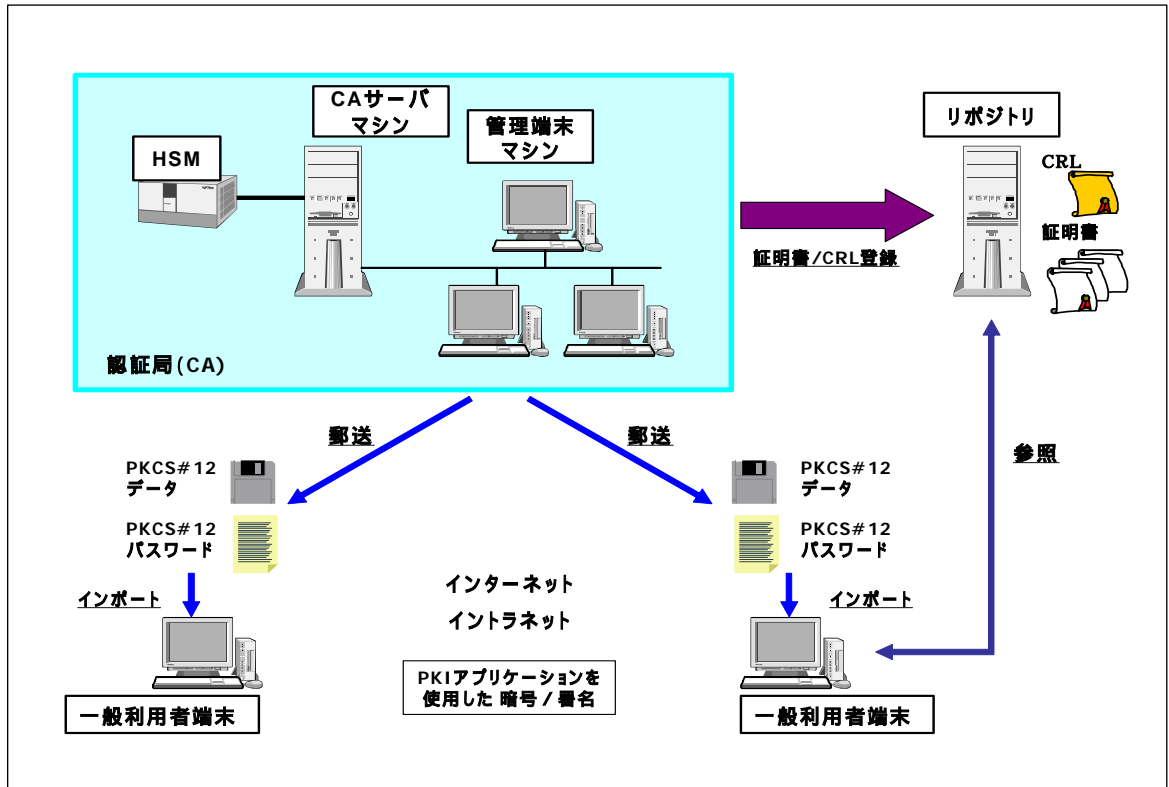 CAサーバ
マシン
管理端末
マシン
HSM
認証局(CA)
リポジトリ
CRL
証明書
証明書/CRL登録
郵送
郵送
参照
PKCS#12
データ
PKCS#12
パスワード
インポート
一般利用者端末
インターネット
イントラネット
PKIアプリケーションを
使用した 暗号/署名
PKCS#12
データ
PKCS#12
パスワード
インポート
一般利用者端末